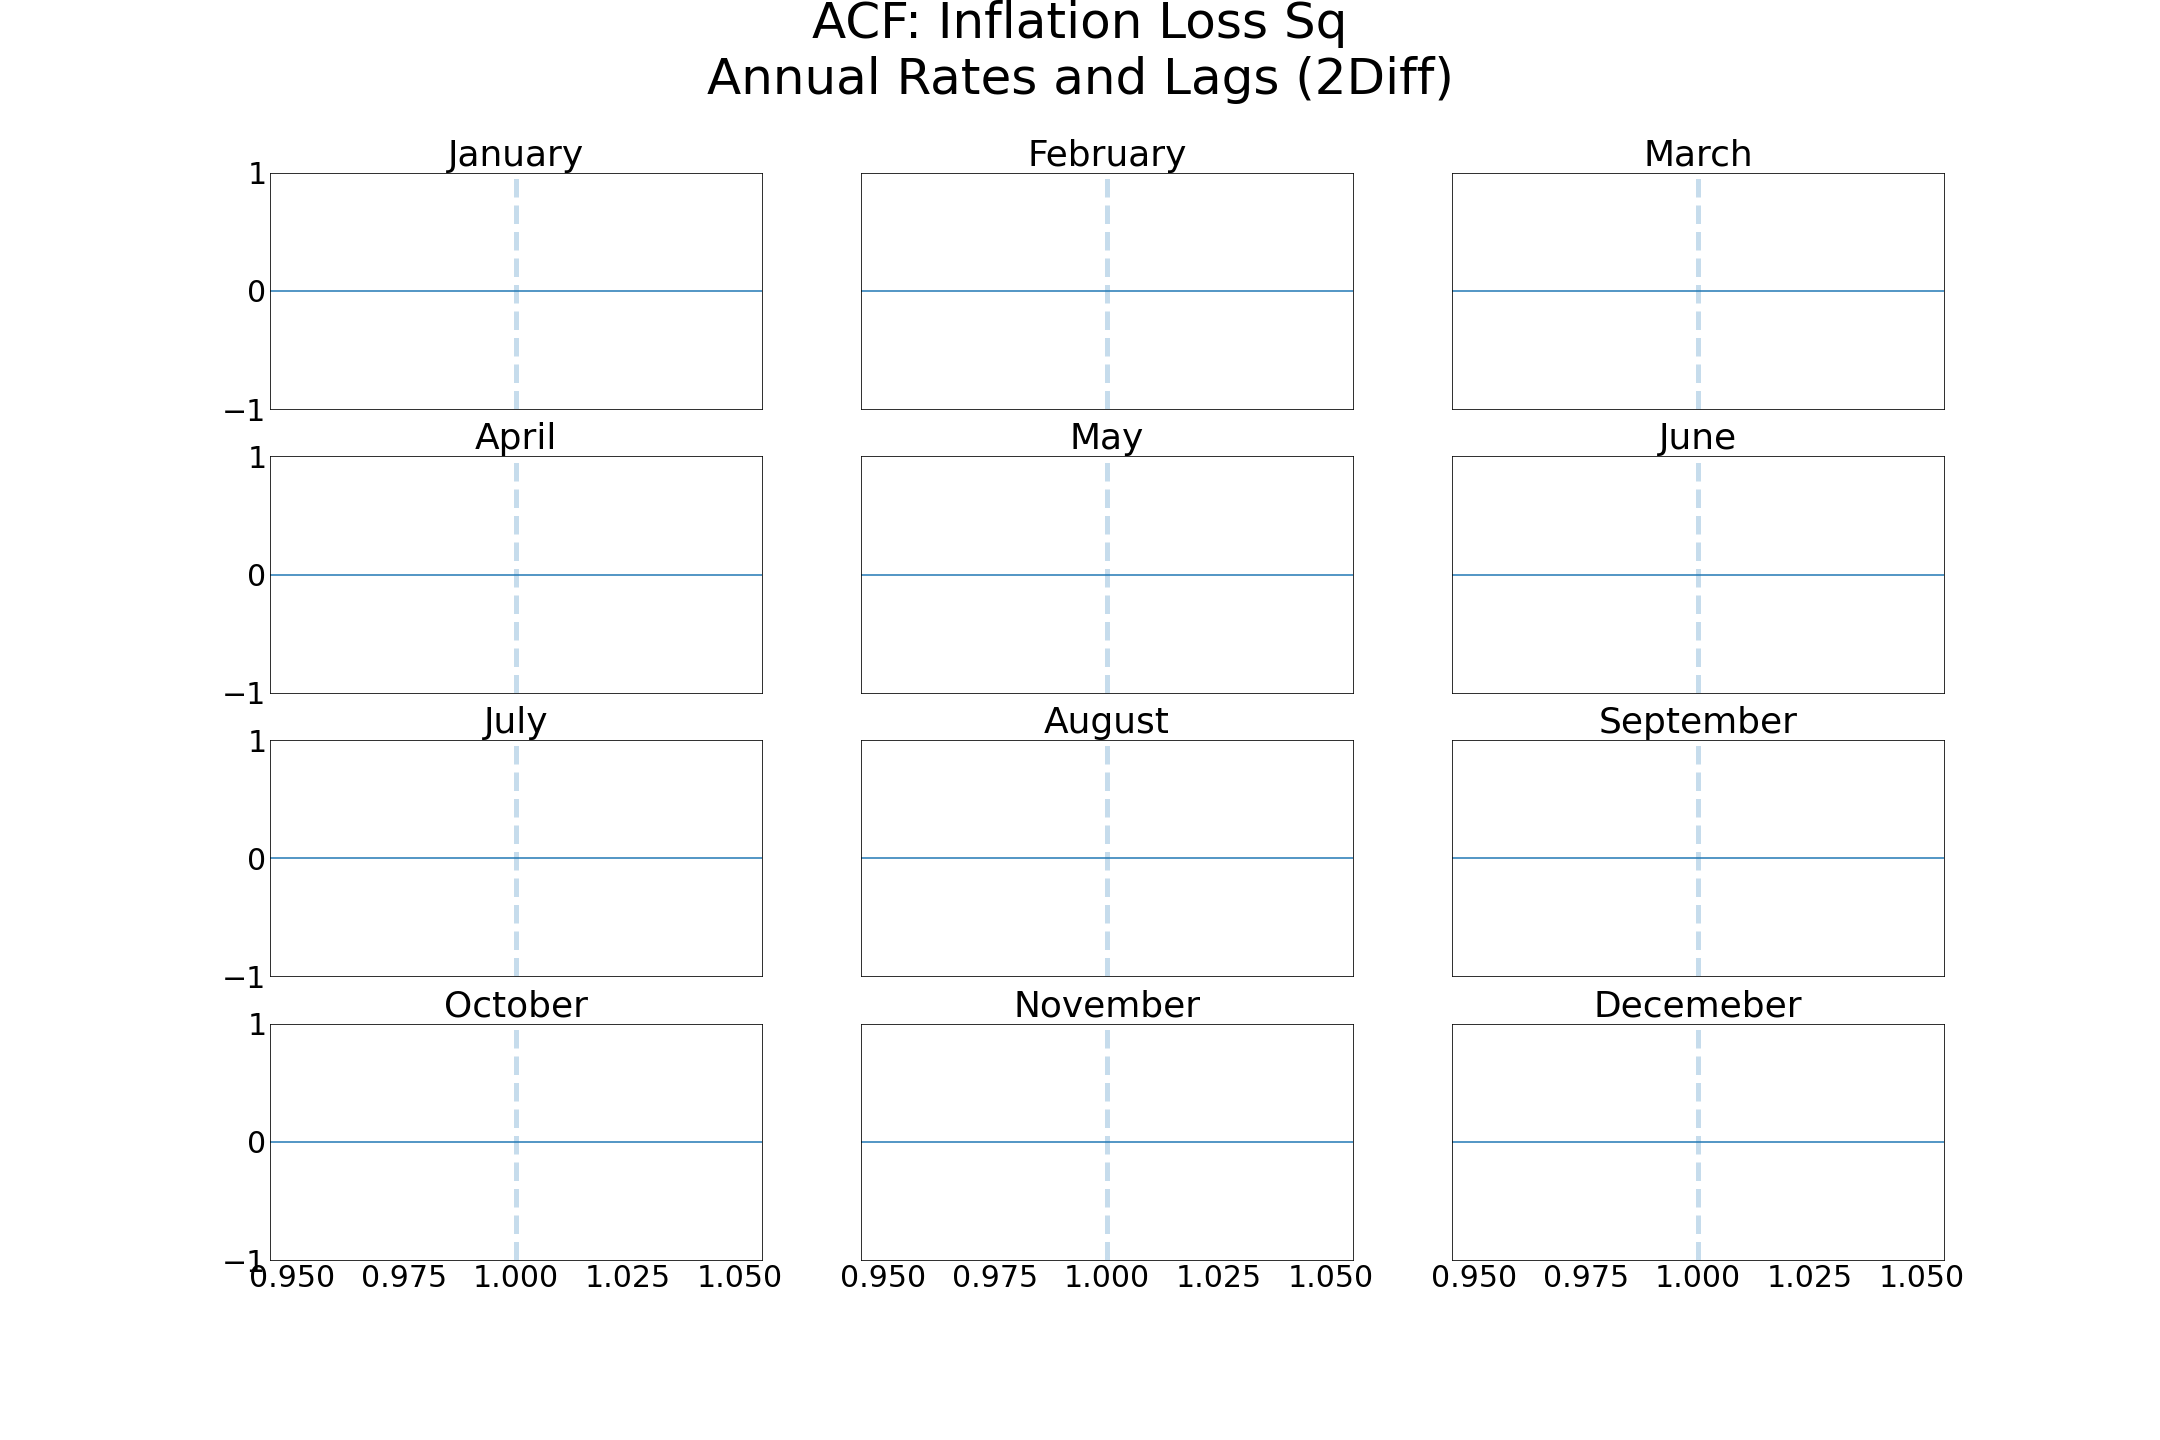 ACF: Inflation Loss Sq
Annual Rates and Lags (2Diff)
January February March
1
0
−1
April May June
1
0
−1
July August September
1
0
−1
October November Decemeber
1
0
−1
0.950 0.975 1.000 1.025 1.050 0.950 0.975 1.000 1.025 1.050 0.950 0.975 1.000 1.025 1.050